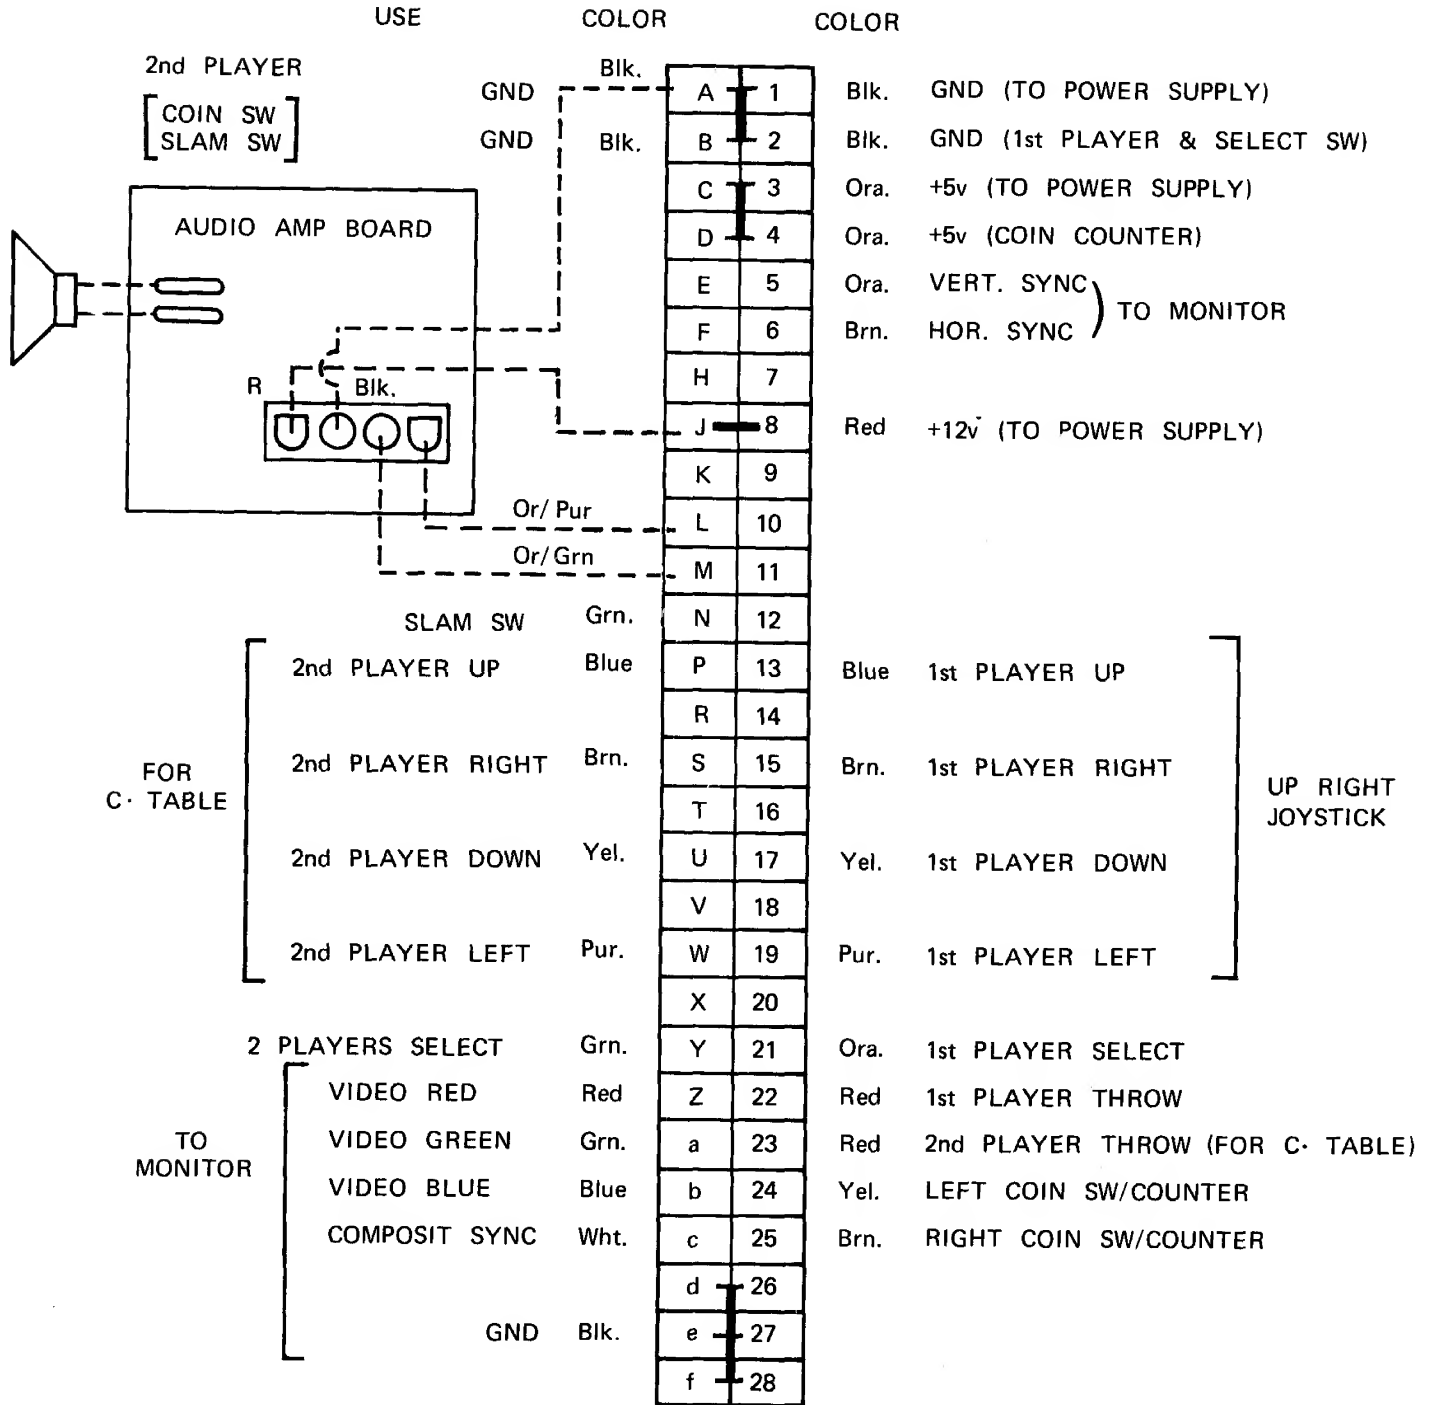 USE COLOR COLOR
2nd PLAYER
COIN SW
SLAM SW
GND Blk. A 1 Blk. GND (TO POWER SUPPLY)
GND Blk. B 2 Blk. GND (1st PLAYER & SELECT SW)
C 3 Ora. +5v (TO POWER SUPPLY)
AUDIO AMP BOARD
D 4 Ora. +5v (COIN COUNTER)
E 5 Ora. VERT. SYNC
TO MONITOR
F 6 Brn. HOR. SYNC
H 7
R Blk.
J 8 Red +12v (TO POWER SUPPLY)
K 9
Or/Pur L 10
Or/Grn M 11
SLAM SW Grn. N 12
2nd PLAYER UP Blue P 13 Blue 1st PLAYER UP
R 14
2nd PLAYER RIGHT Brn. S 15 Brn. 1st PLAYER RIGHT
FOR
C· TABLE
UP RIGHT
JOYSTICK
T 16
2nd PLAYER DOWN Yel. U 17 Yel. 1st PLAYER DOWN
V 18
2nd PLAYER LEFT Pur. W 19 Pur. 1st PLAYER LEFT
X 20
2 PLAYERS SELECT Grn. Y 21 Ora. 1st PLAYER SELECT
VIDEO RED Red Z 22 Red 1st PLAYER THROW
TO
MONITOR
VIDEO GREEN Grn. a 23 Red 2nd PLAYER THROW (FOR C· TABLE)
VIDEO BLUE Blue b 24 Yel. LEFT COIN SW/COUNTER
COMPOSIT SYNC Wht. c 25 Brn. RIGHT COIN SW/COUNTER
d 26
GND Blk. e 27
f 28